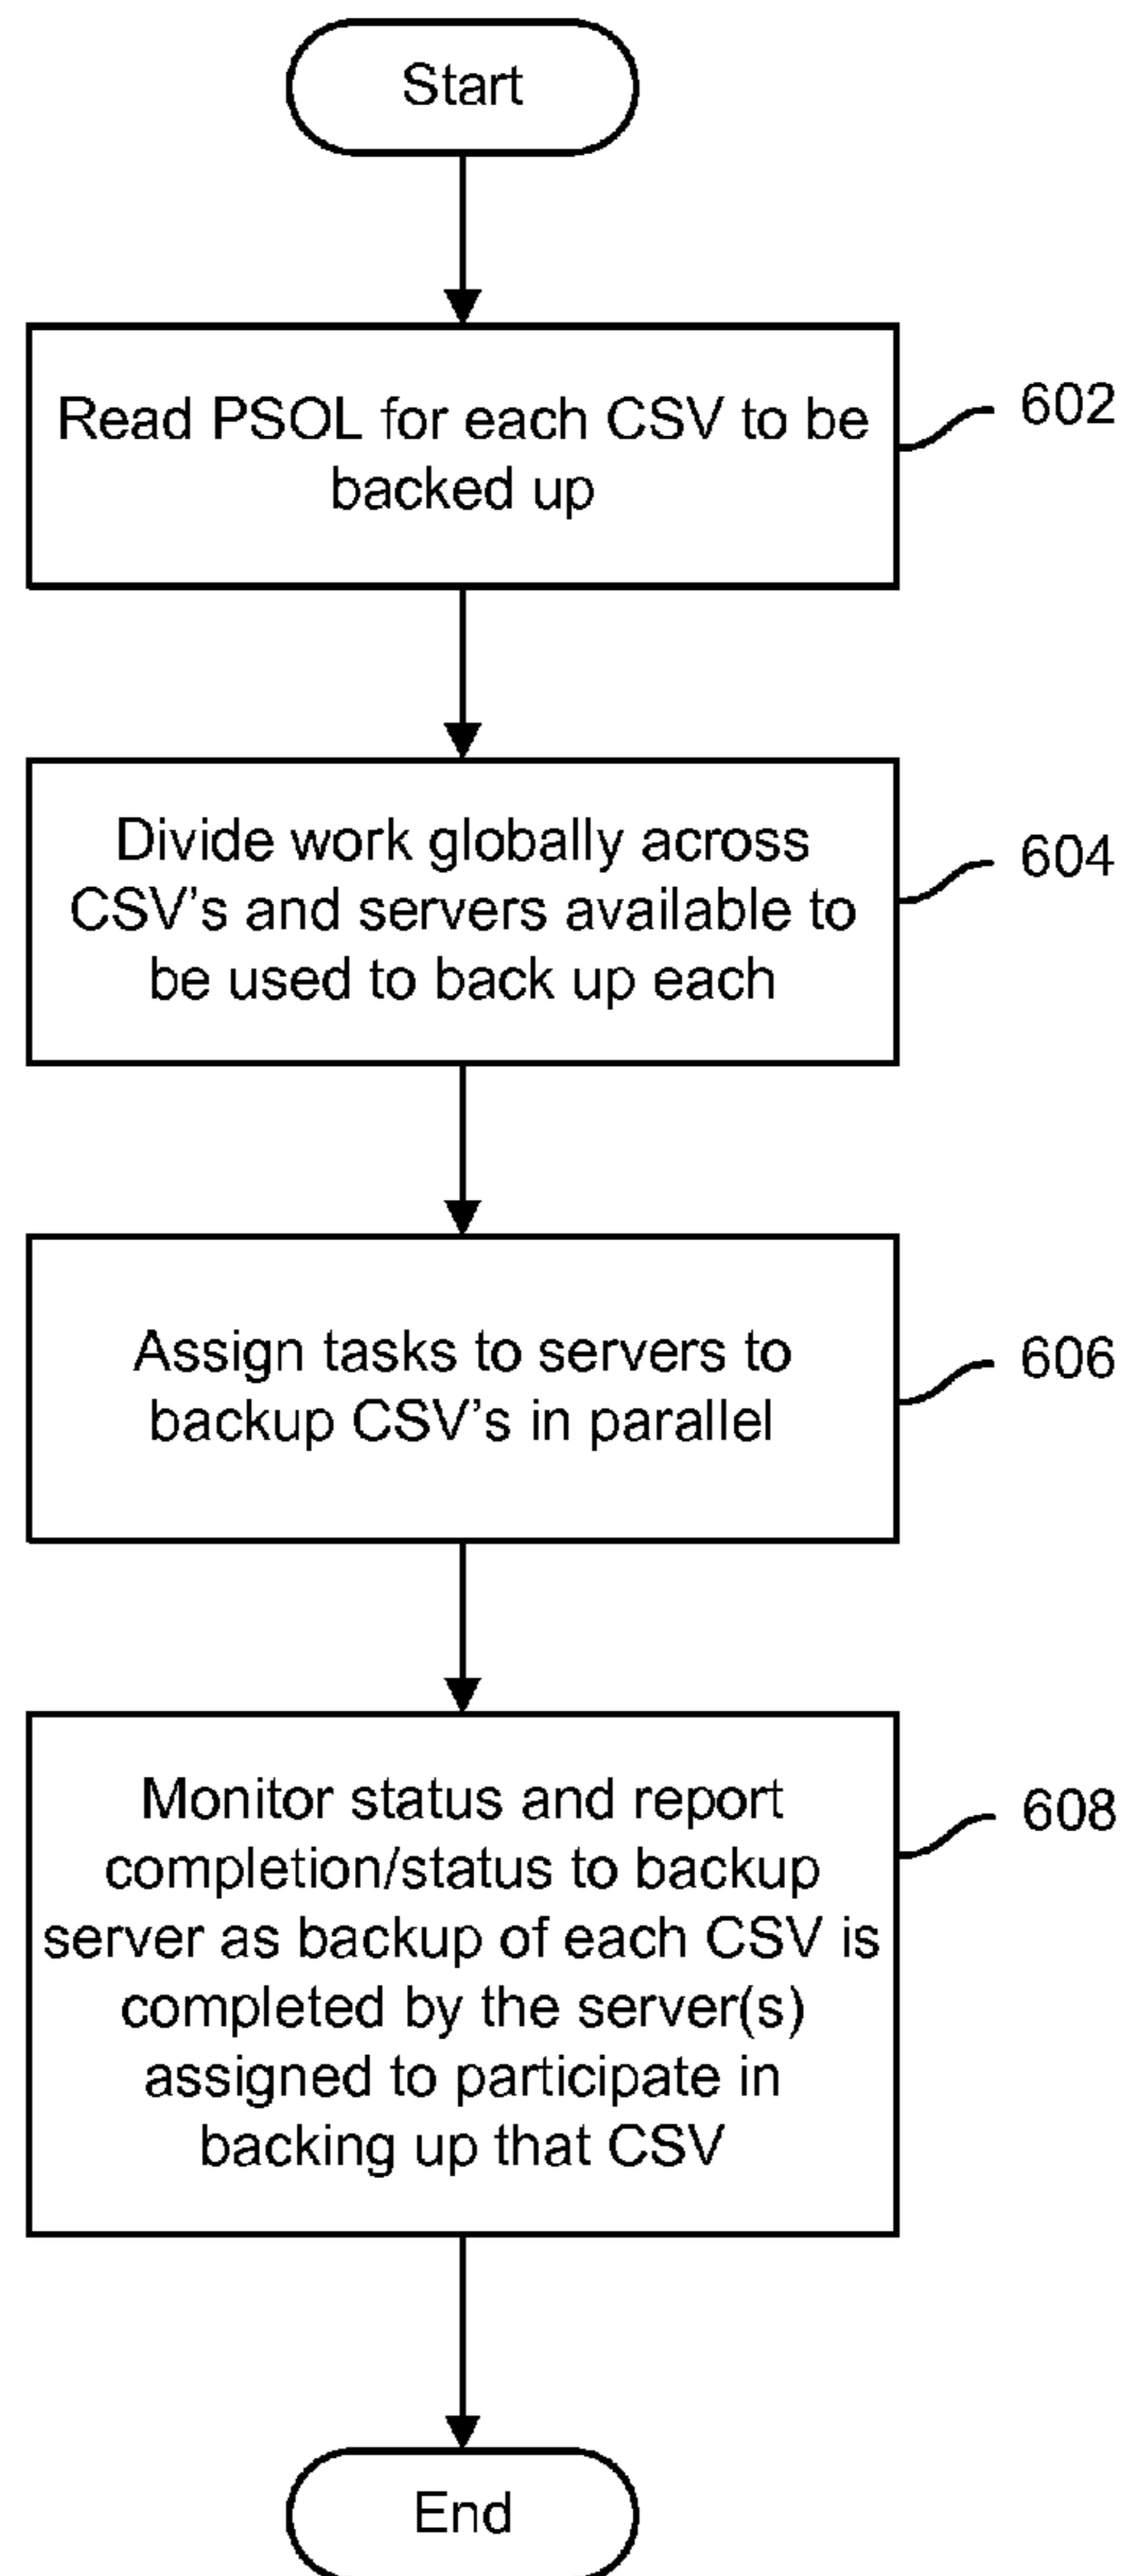 Start
Read PSOL for each CSV to be
backed up
602
Divide work globally across
CSV's and servers available to
be used to back up each
604
Assign tasks to servers to
backup CSV's in parallel
606
Monitor status and report
completion/status to backup
server as backup of each CSV is
completed by the server(s)
assigned to participate in
backing up that CSV
608
End